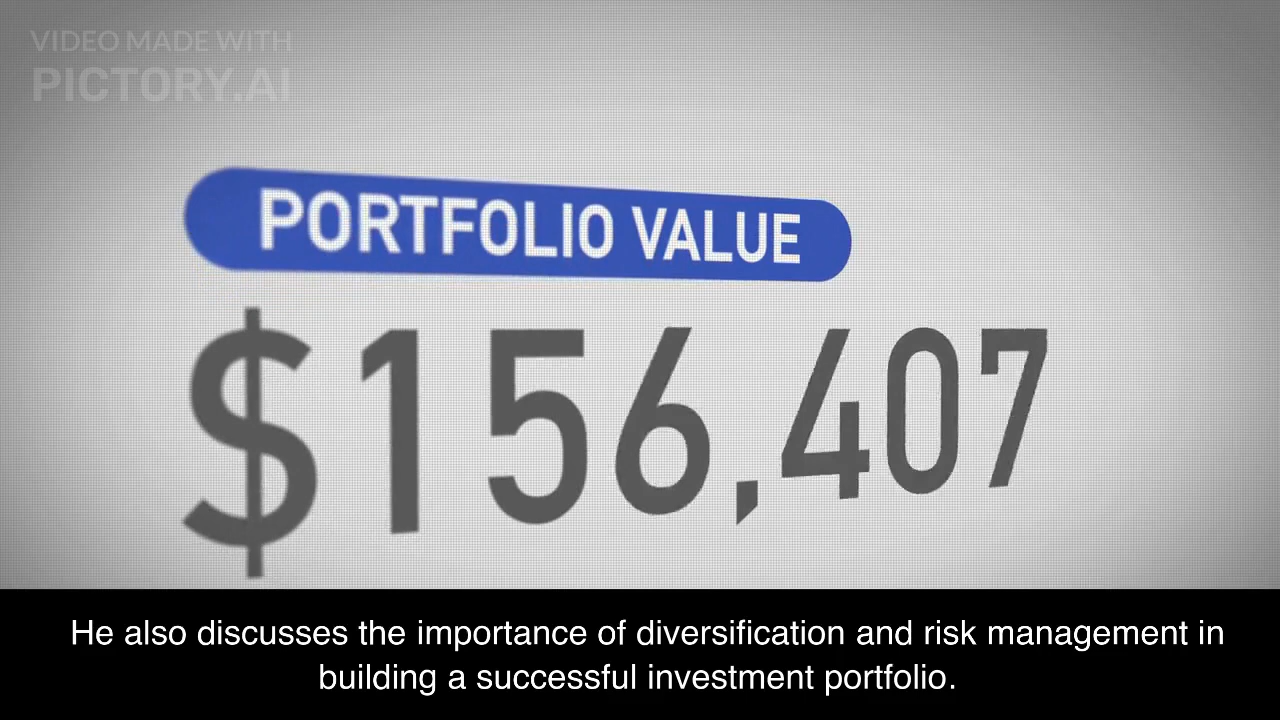 VIDEO MADE WITH
PICTORY.AI
PORTFOLIO VALUE
$156,407
He also discusses the importance of diversification and risk management in
building a successful investment portfolio.